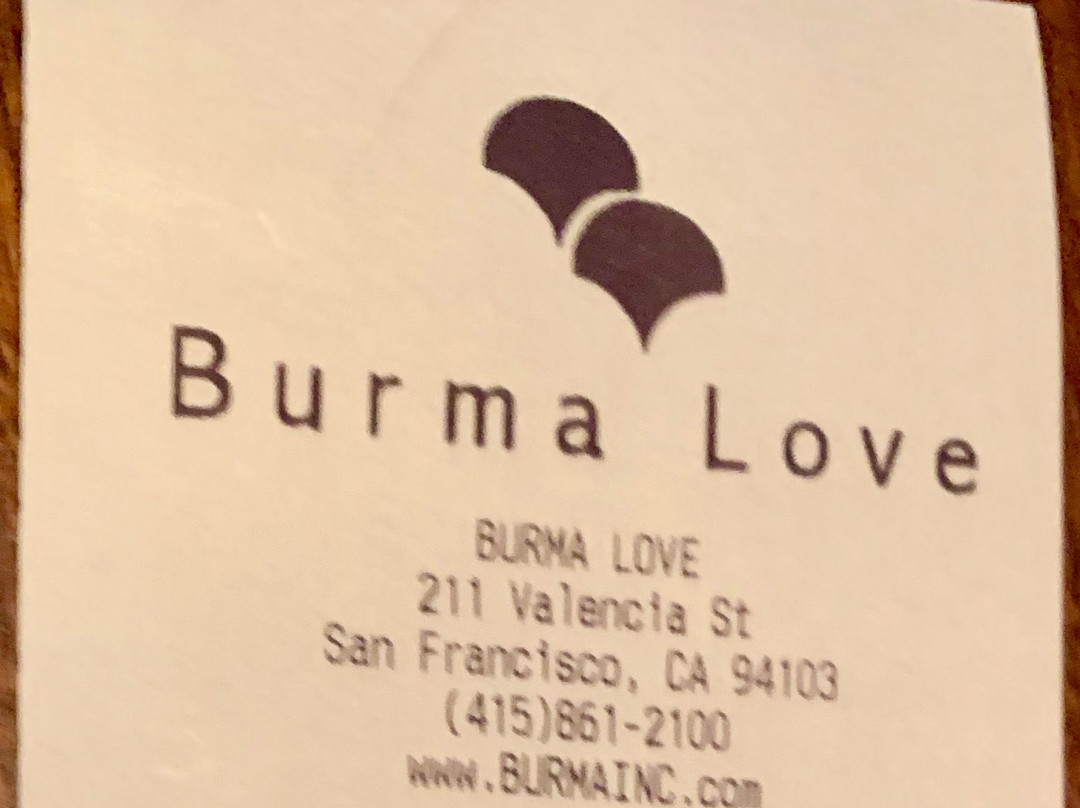 Burma Love
BURMA LOVE
211 Valencia St
San Francisco, CA 94103
(415)861-2100
www.BURMAINC.com